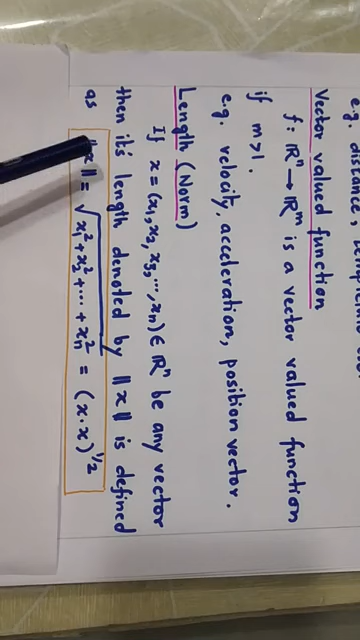 e.g. distance,
Vector valued function
f: ℝⁿ → ℝᵐ is a vector valued function
if m>1.
e.g. velocity, acceleration, position vector.
Length (Norm)
If x = (x₁, x₂, x₃, ..., xₙ) ∈ ℝⁿ be any vector
then it's length denoted by ‖x‖ is defined
as ‖x‖ = √(x₁² + x₂² + ... + xₙ²) = (x·x)^1/2